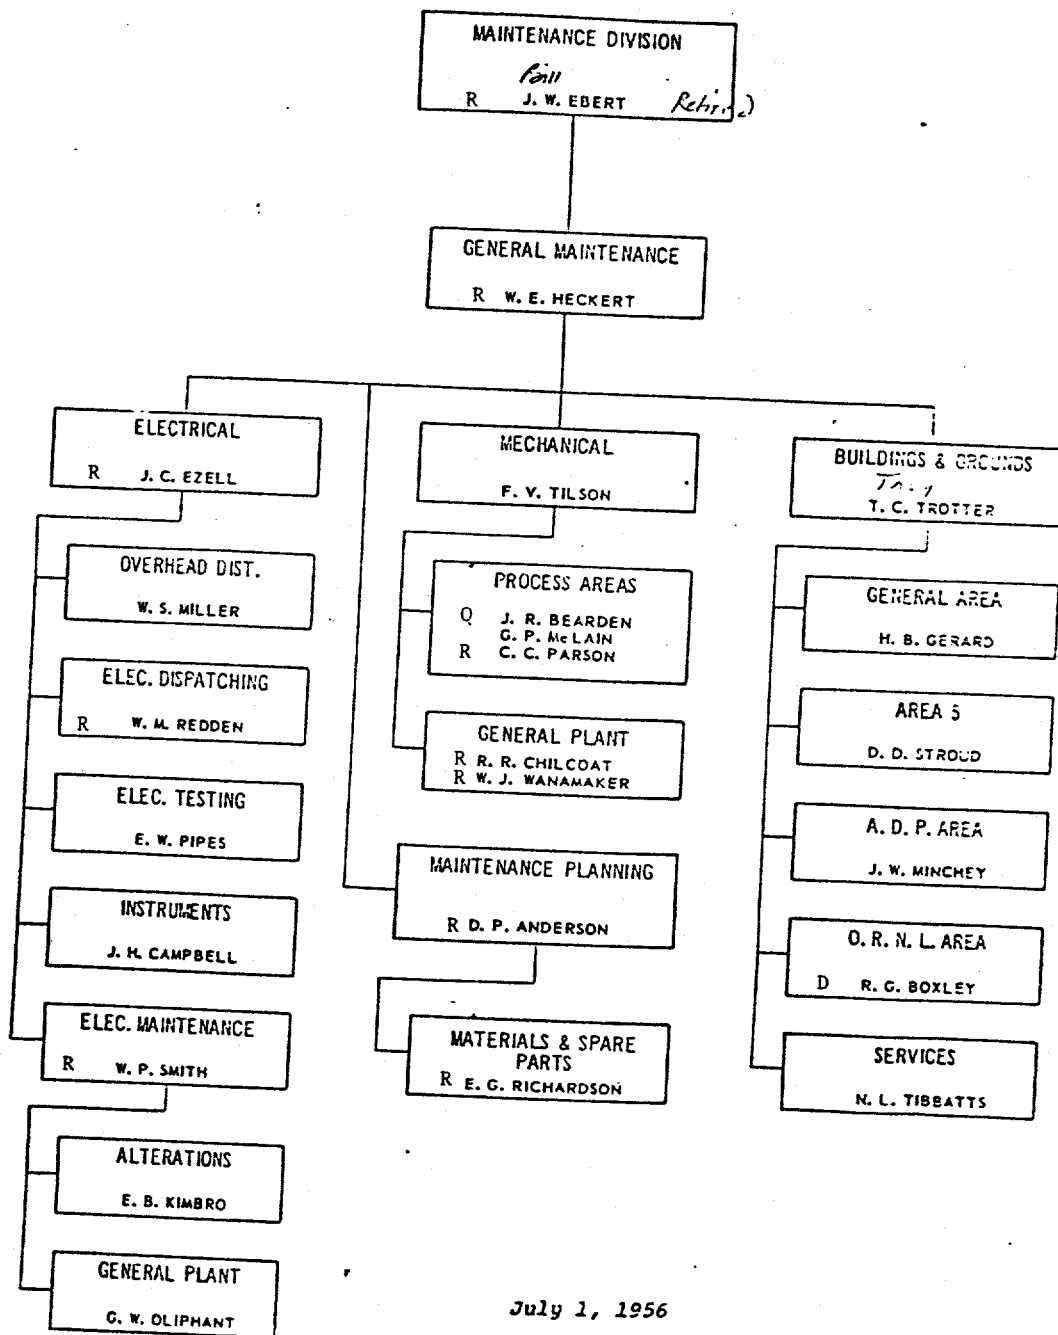 MAINTENANCE DIVISION
R J. W. EBERT Retired
GENERAL MAINTENANCE
R W. E. HECKERT
ELECTRICAL
R J. C. EZELL
OVERHEAD DIST.
W. S. MILLER
ELEC. DISPATCHING
R W. M. REDDEN
ELEC. TESTING
E. W. PIPES
INSTRUMENTS
J. H. CAMPBELL
ELEC. MAINTENANCE
R W. P. SMITH
ALTERATIONS
E. B. KIMBRO
GENERAL PLANT
G. W. OLIPHANT
MECHANICAL
F. V. TILSON
PROCESS AREAS
Q J. R. BEARDEN
G. P. McLAIN
R C. C. PARSON
GENERAL PLANT
R R. R. CHILCOAT
R W. J. WANAMAKER
MAINTENANCE PLANNING
R D. P. ANDERSON
MATERIALS & SPARE
PARTS
R E. G. RICHARDSON
BUILDINGS & GROUNDS
T. C. TROTTER
GENERAL AREA
H. B. GERARD
AREA 5
D. D. STROUD
A. D. P. AREA
J. W. MINCHEY
O. R. N. L. AREA
D R. G. BOXLEY
SERVICES
N. L. TIBBATTS
July 1, 1956